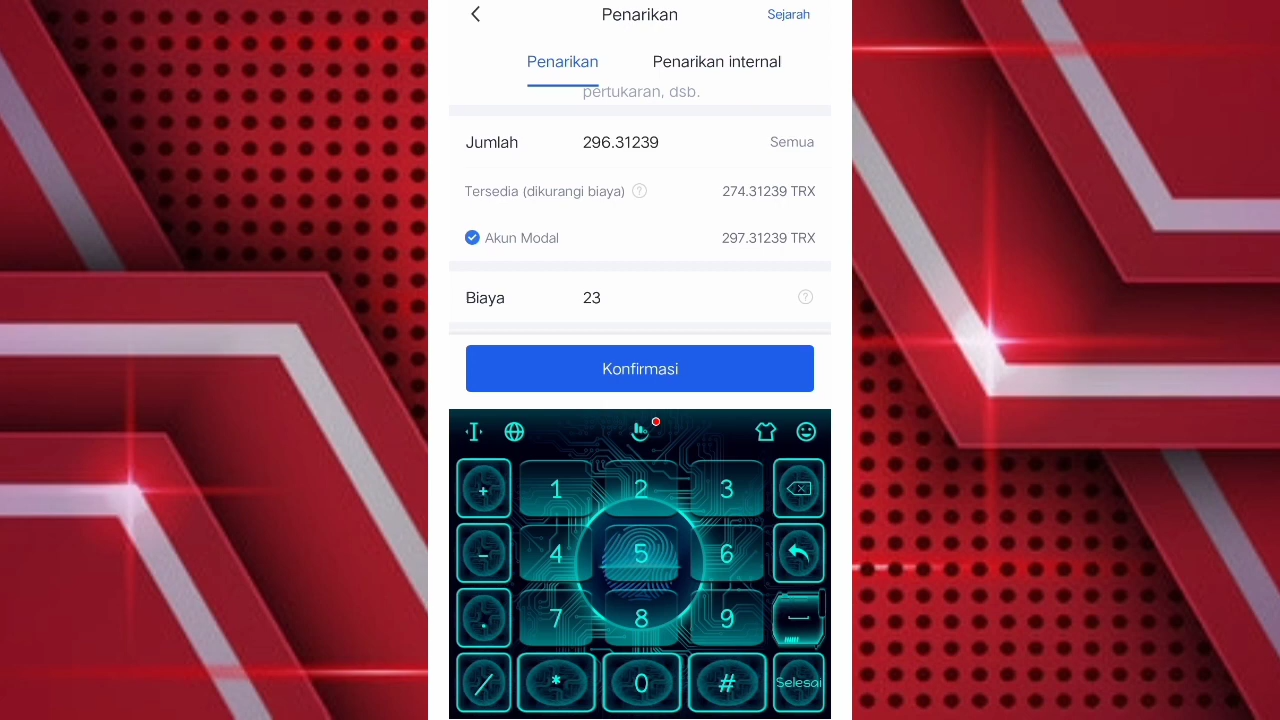 Penarikan
Sejarah
Penarikan
Penarikan internal
pertukaran, dsb.
Jumlah 296.31239 Semua
Tersedia (dikurangi biaya) ? 274.31239 TRX
Akun Modal 297.31239 TRX
Biaya 23 ?
Konfirmasi
+ 1 2 3
- 4 5 6
. 7 8 9
/ * 0 # Selesai